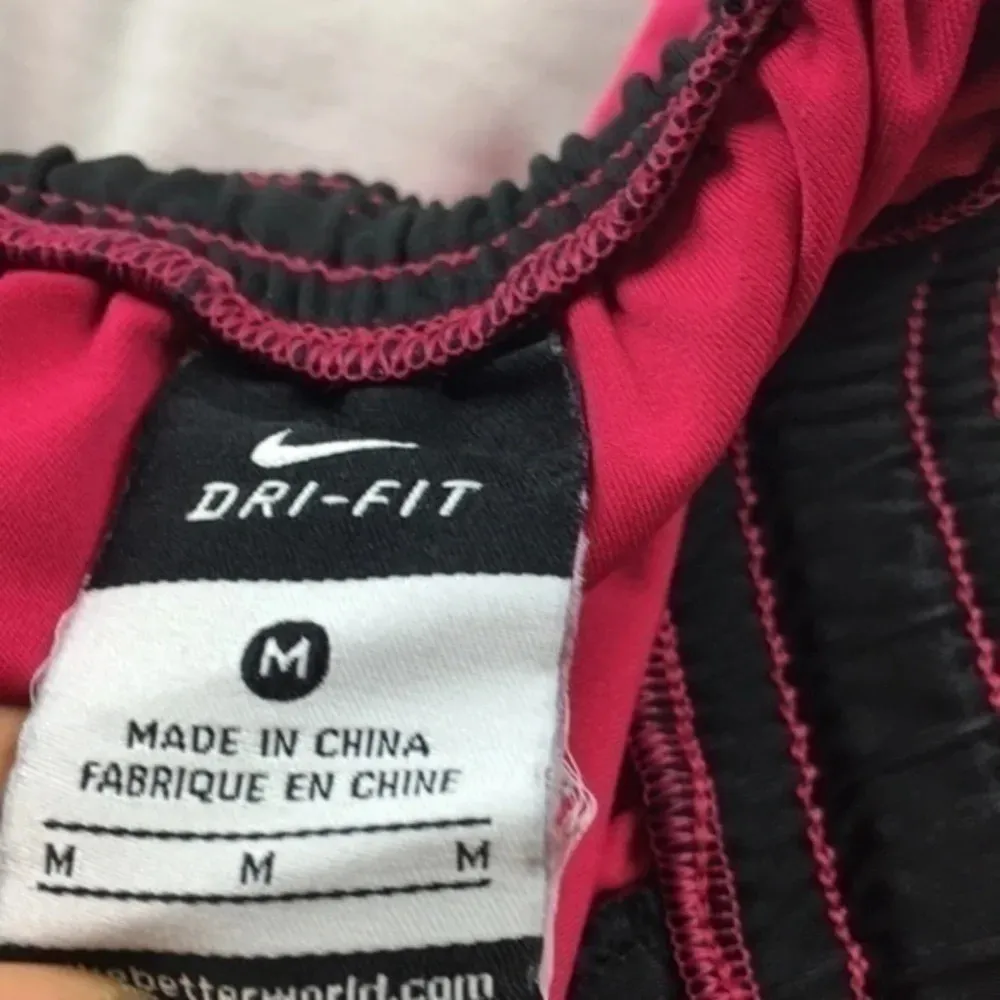 DRI-FIT
M
MADE IN CHINA
FABRIQUE EN CHINE
M M M